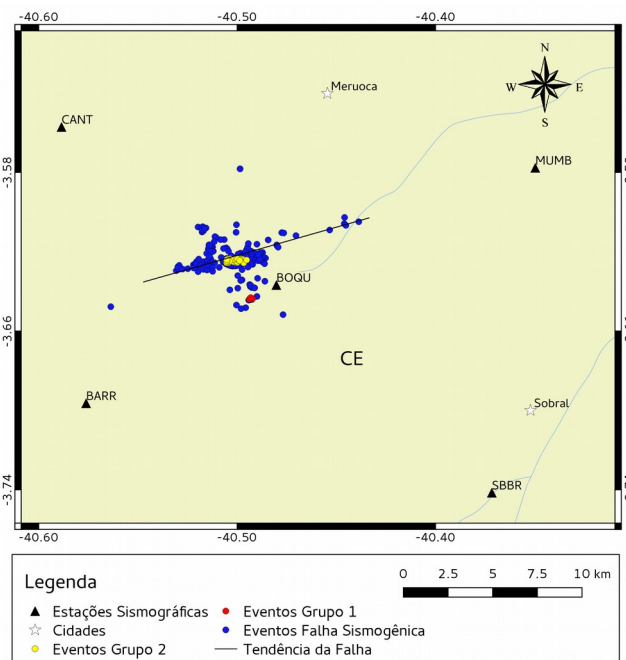 -40.60 -40.50 -40.40
N
Meruoca
W E
CANT
S
MUMB
-3.58
BOQU
-3.66
CE
BARR
Sobral
SBBR
-3.74
-40.60 -40.50 -40.40
Legenda
0 2.5 5 7.5 10 km
Estações Sismográficas
Eventos Grupo 1
Cidades
Eventos Falha Sismogênica
Eventos Grupo 2
Tendência da Falha